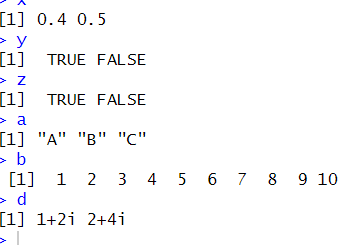 > x
[1] 0.4 0.5
> y
[1]  TRUE FALSE
> z
[1]  TRUE FALSE
> a
[1] "A" "B" "C"
> b
 [1]  1  2  3  4  5  6  7  8  9 10
> d
[1] 1+2i 2+4i
>